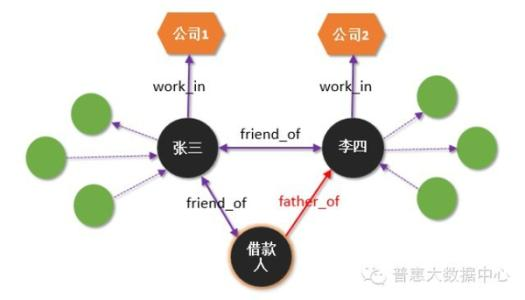 公司1
公司2
work_in
work_in
张三
friend_of
李四
friend_of
father_of
借款
人
普惠大数据中心